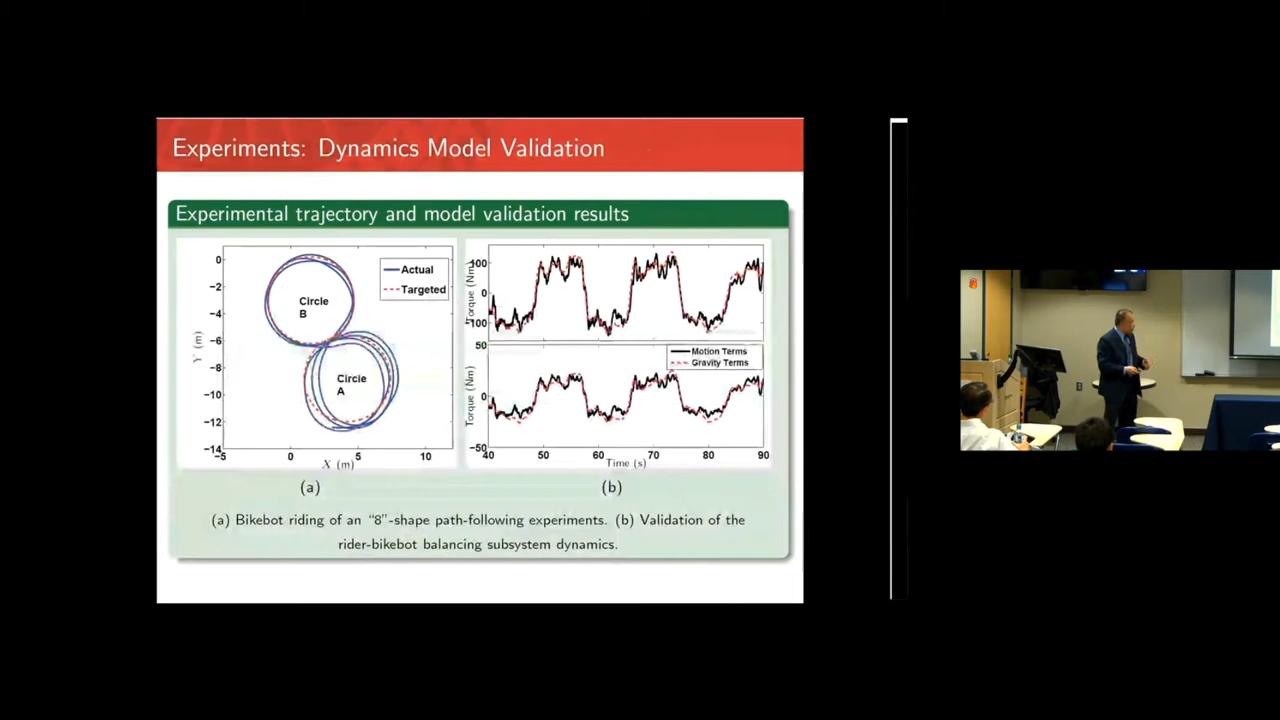 Experiments: Dynamics Model Validation
Experimental trajectory and model validation results
0
−2
−4
−6
−8
−10
−12
−14
Y (m)
Actual
Targeted
Circle
B
Circle
A
−5
0
5
10
X (m)
100
0
100
Torque (Nm)
50
0
−50
Torque (Nm)
Motion Terms
Gravity Terms
40
50
60
70
80
90
Time (s)
(a)
(b)
(a) Bikebot riding of an “8”-shape path-following experiments. (b) Validation of the
rider-bikebot balancing subsystem dynamics.